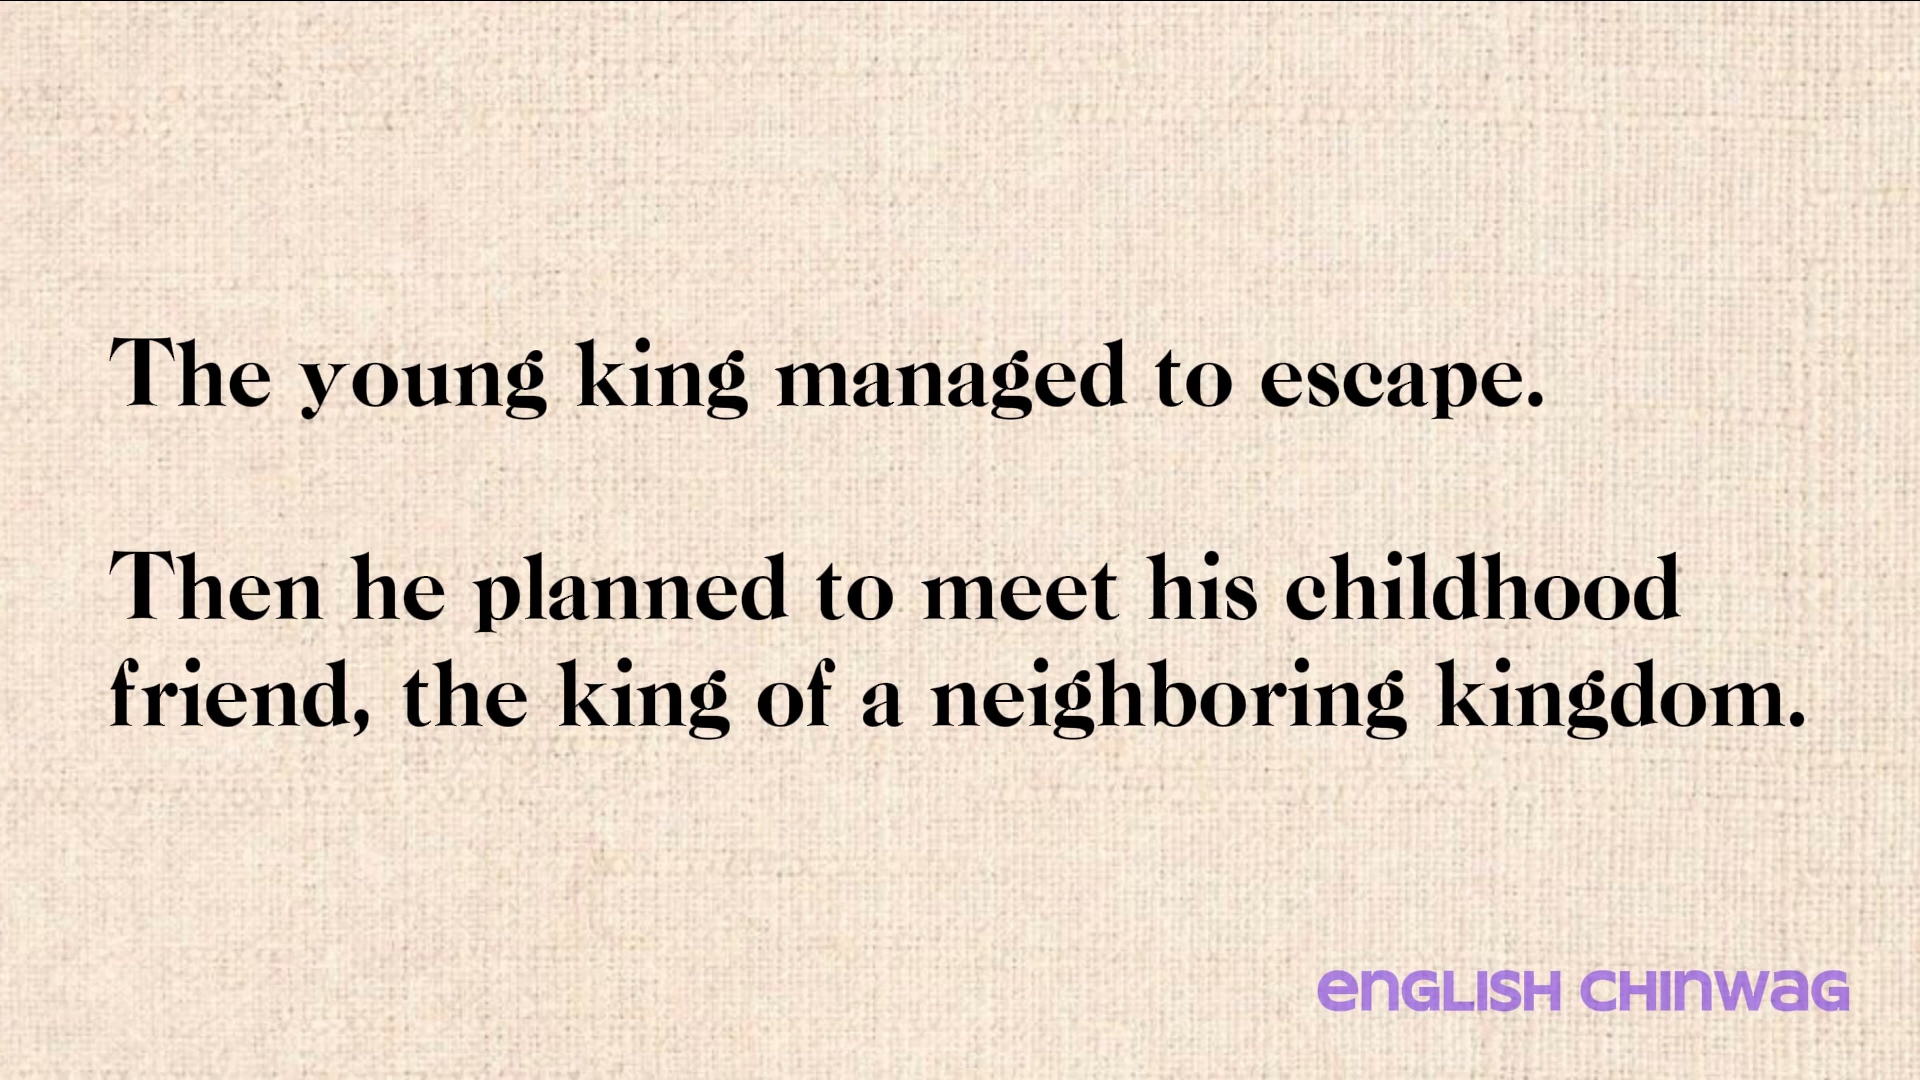 The young king managed to escape.
Then he planned to meet his childhood
friend, the king of a neighboring kingdom.
ENGLISH CHINWAG